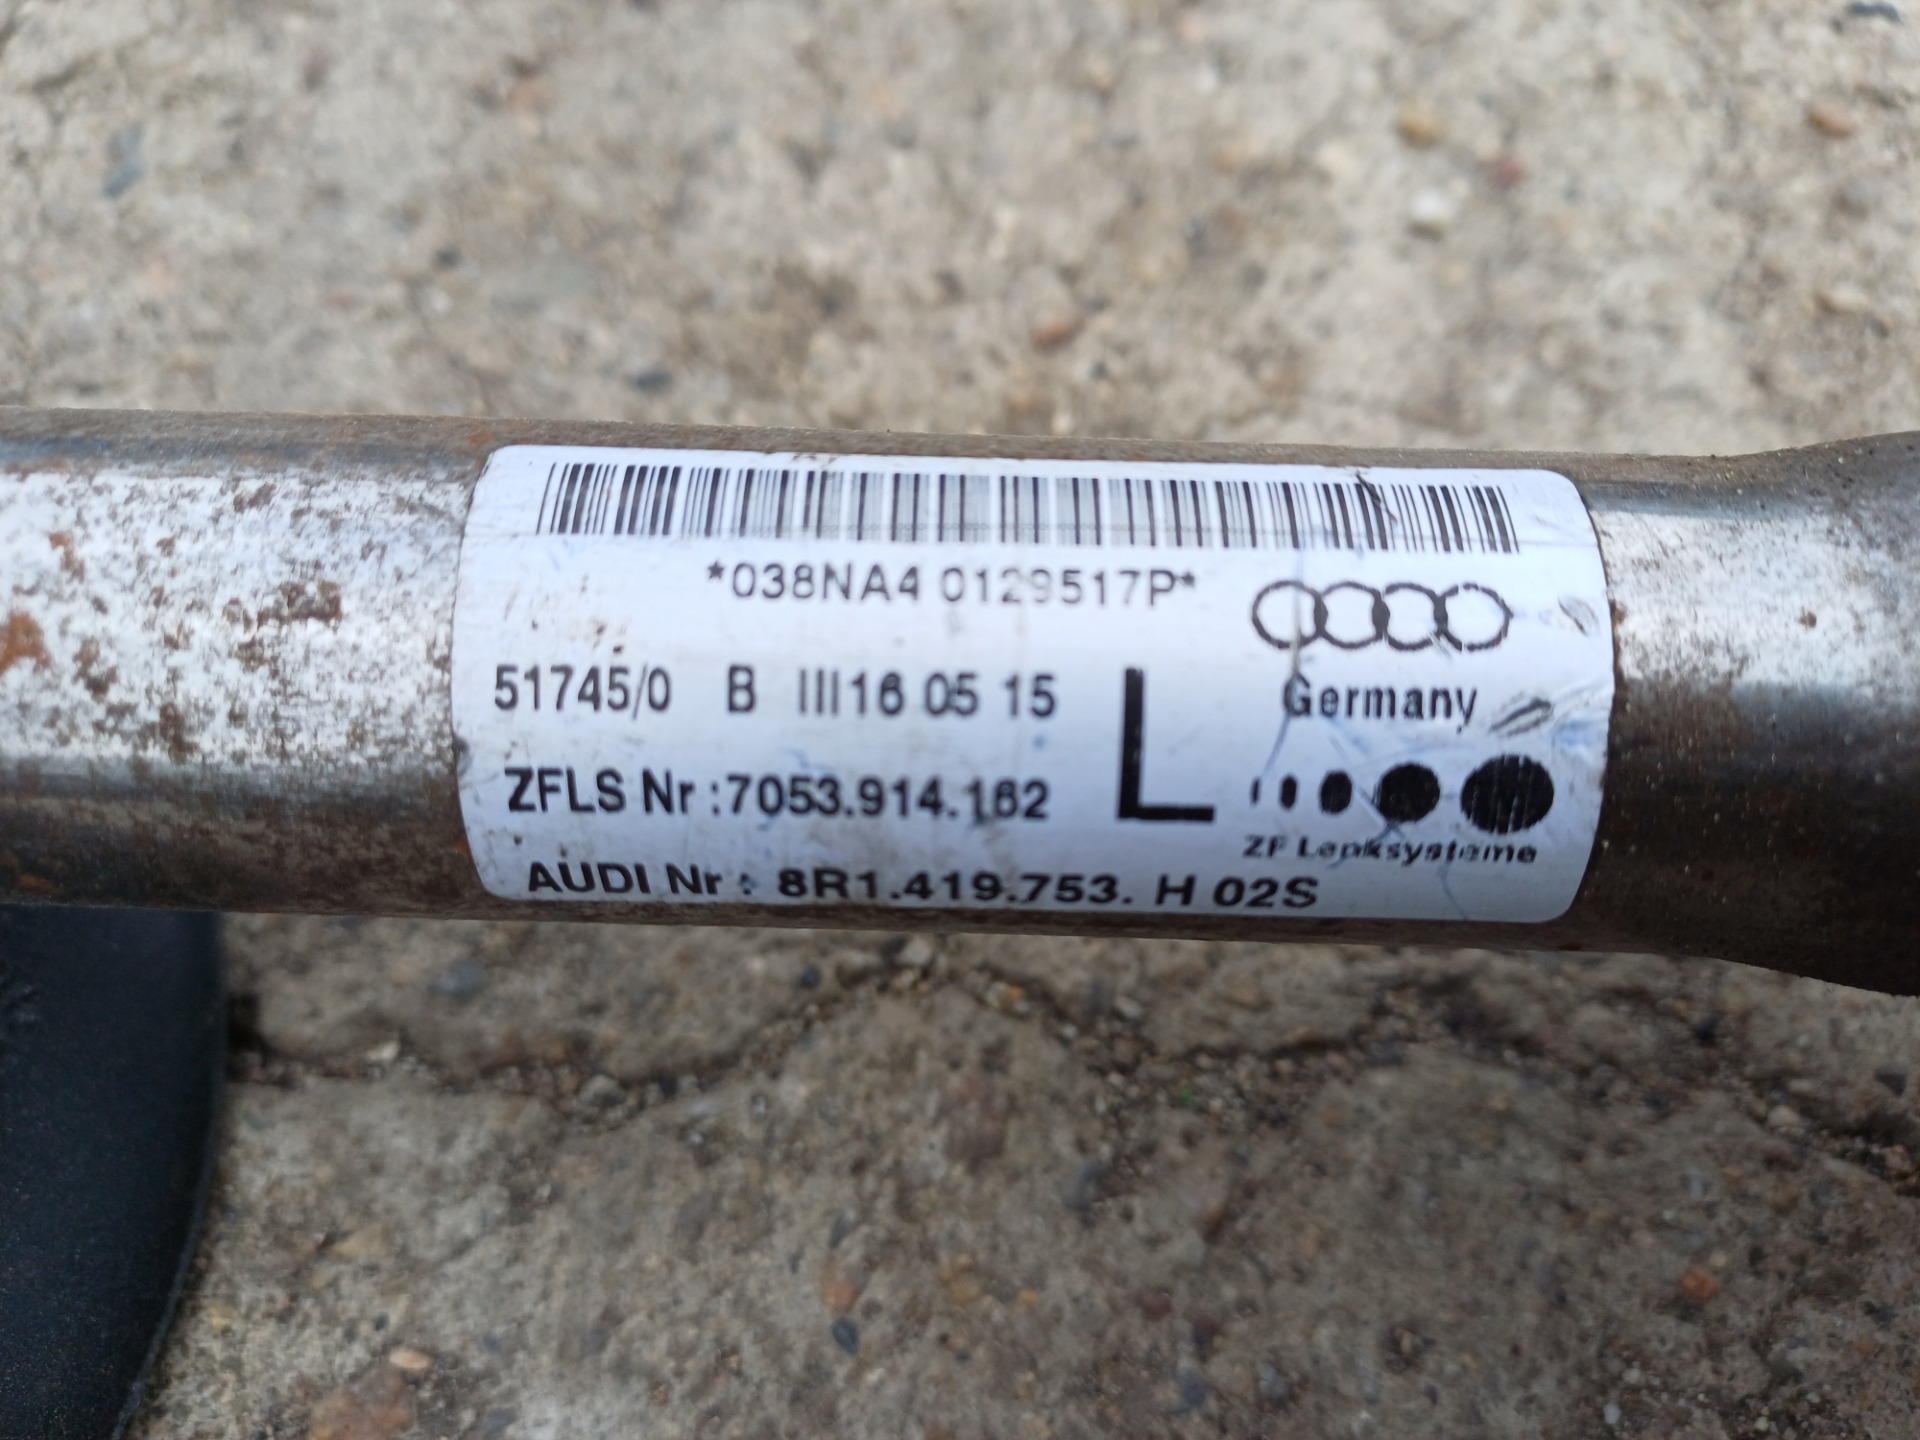 *038NA4 0129517P*
51745/0 B III16 05 15
L
Germany
ZFLS Nr :7053.914.162
ZF Lenksysteme
AUDI Nr : 8R1.419.753. H 02S